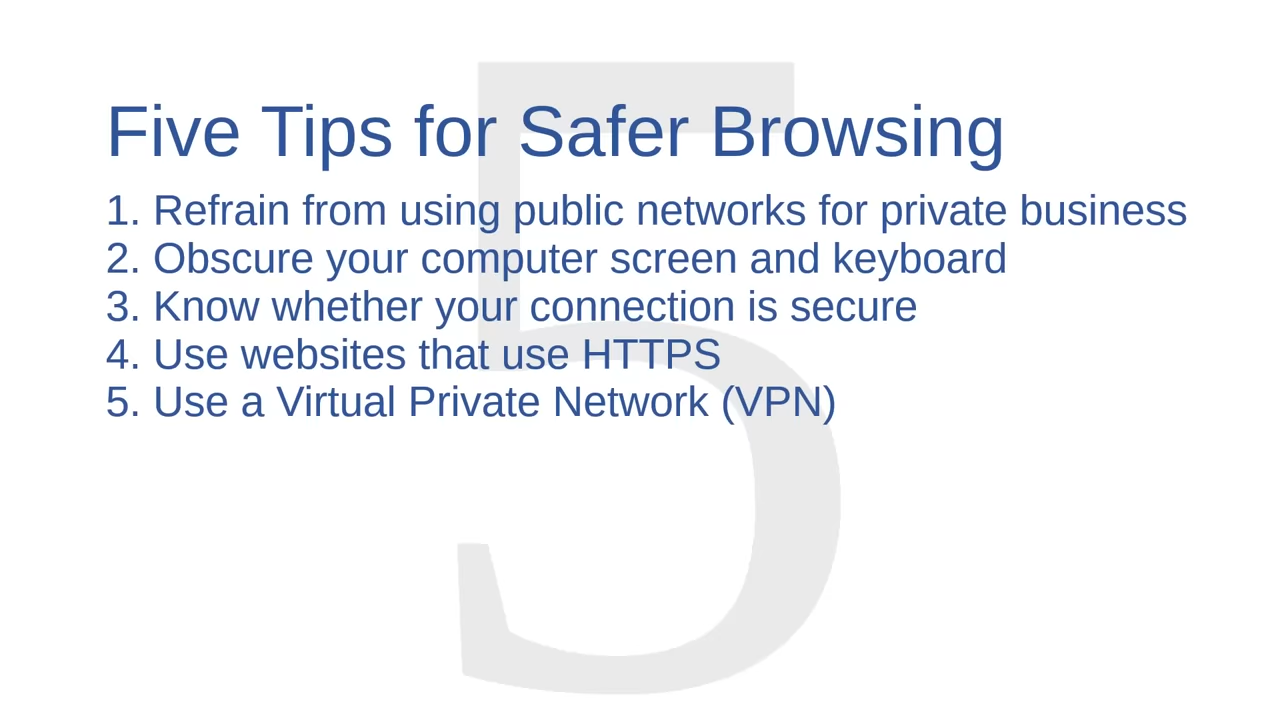 Five Tips for Safer Browsing
1. Refrain from using public networks for private business
2. Obscure your computer screen and keyboard
3. Know whether your connection is secure
4. Use websites that use HTTPS
5. Use a Virtual Private Network (VPN)
5